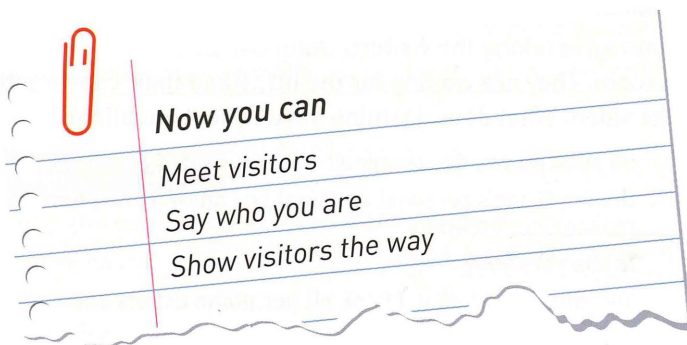 Now you can
Meet visitors
Say who you are
Show visitors the way